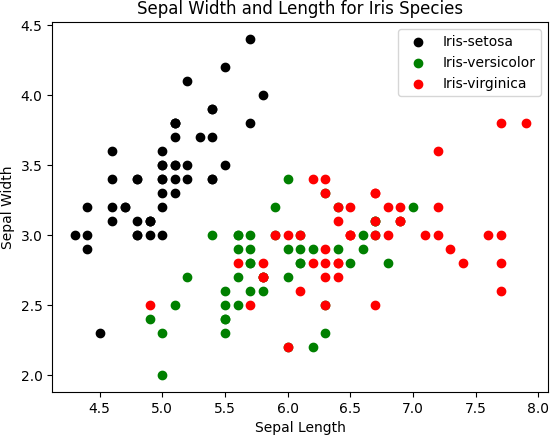 Sepal Width and Length for Iris Species
Iris-setosa
Iris-versicolor
Iris-virginica
Sepal Width
4.5
4.0
3.5
3.0
2.5
2.0
4.5 5.0 5.5 6.0 6.5 7.0 7.5 8.0
Sepal Length